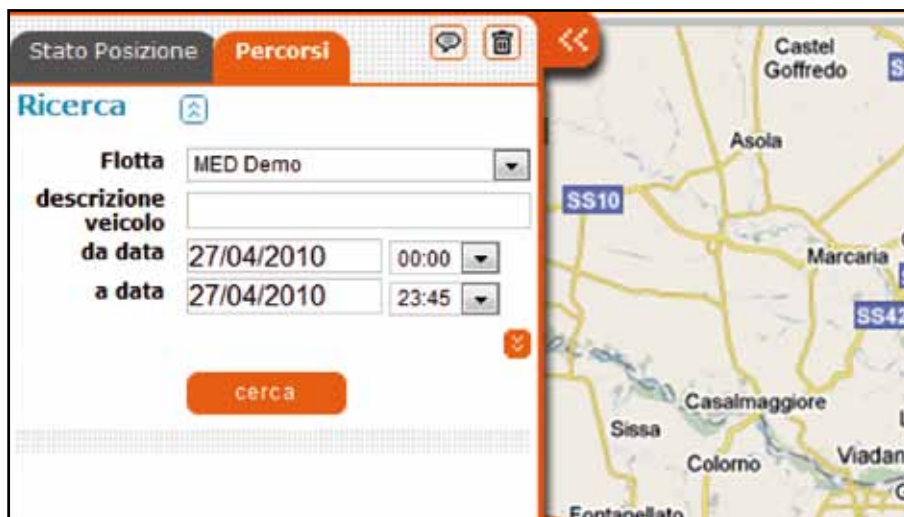 Stato Posizione
Percorsi
Ricerca
Flotta
MED Demo
descrizione
veicolo
da data
27/04/2010
00:00
a data
27/04/2010
23:45
cerca
Castel
Goffredo
Asola
SS10
Marcaria
SS42
Casalmaggiore
Sissa
Colorno
Viadan
Fontanellato